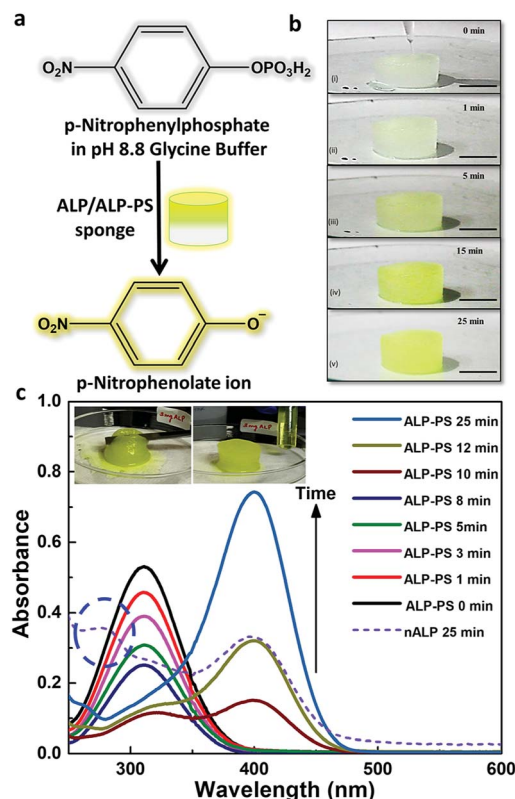 a
O₂N
OPO₃H₂
p-Nitrophenylphosphate
in pH 8.8 Glycine Buffer
ALP/ALP-PS
sponge
O₂N
O⁻
p-Nitrophenolate ion
b
0 min
(i)
1 min
(ii)
5 min
(iii)
15 min
(iv)
25 min
(v)
c
1.0
0.8
0.6
0.4
0.2
0.0
Absorbance
8mg ALP
8mg ALP
Time
ALP-PS 25 min
ALP-PS 12 min
ALP-PS 10 min
ALP-PS 8 min
ALP-PS 5min
ALP-PS 3 min
ALP-PS 1 min
ALP-PS 0 min
nALP 25 min
300
400
500
600
Wavelength (nm)